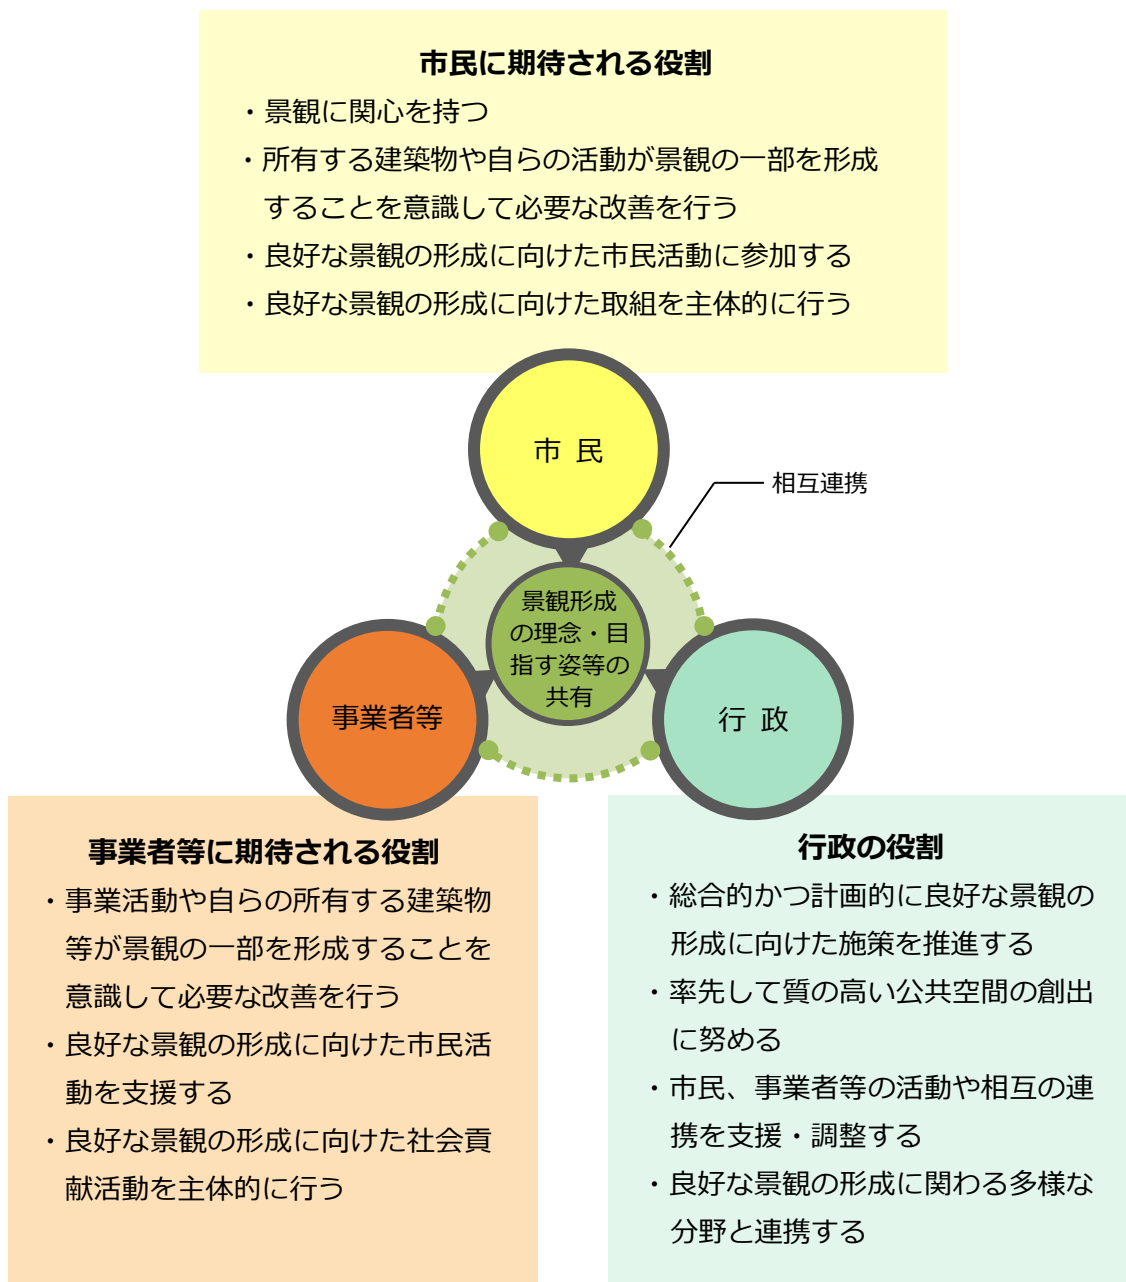 市民に期待される役割
・景観に関心を持つ
・所有する建築物や自らの活動が景観の一部を形成
することを意識して必要な改善を行う
・良好な景観の形成に向けた市民活動に参加する
・良好な景観の形成に向けた取組を主体的に行う
市 民
相互連携
景観形成
の理念・目
指す姿等の
共有
事業者等
行 政
事業者等に期待される役割
・事業活動や自らの所有する建築物
等が景観の一部を形成することを
意識して必要な改善を行う
・良好な景観の形成に向けた市民活
動を支援する
・良好な景観の形成に向けた社会貢
献活動を主体的に行う
行政の役割
・総合的かつ計画的に良好な景観の
形成に向けた施策を推進する
・率先して質の高い公共空間の創出
に努める
・市民、事業者等の活動や相互の連
携を支援・調整する
・良好な景観の形成に関わる多様な
分野と連携する